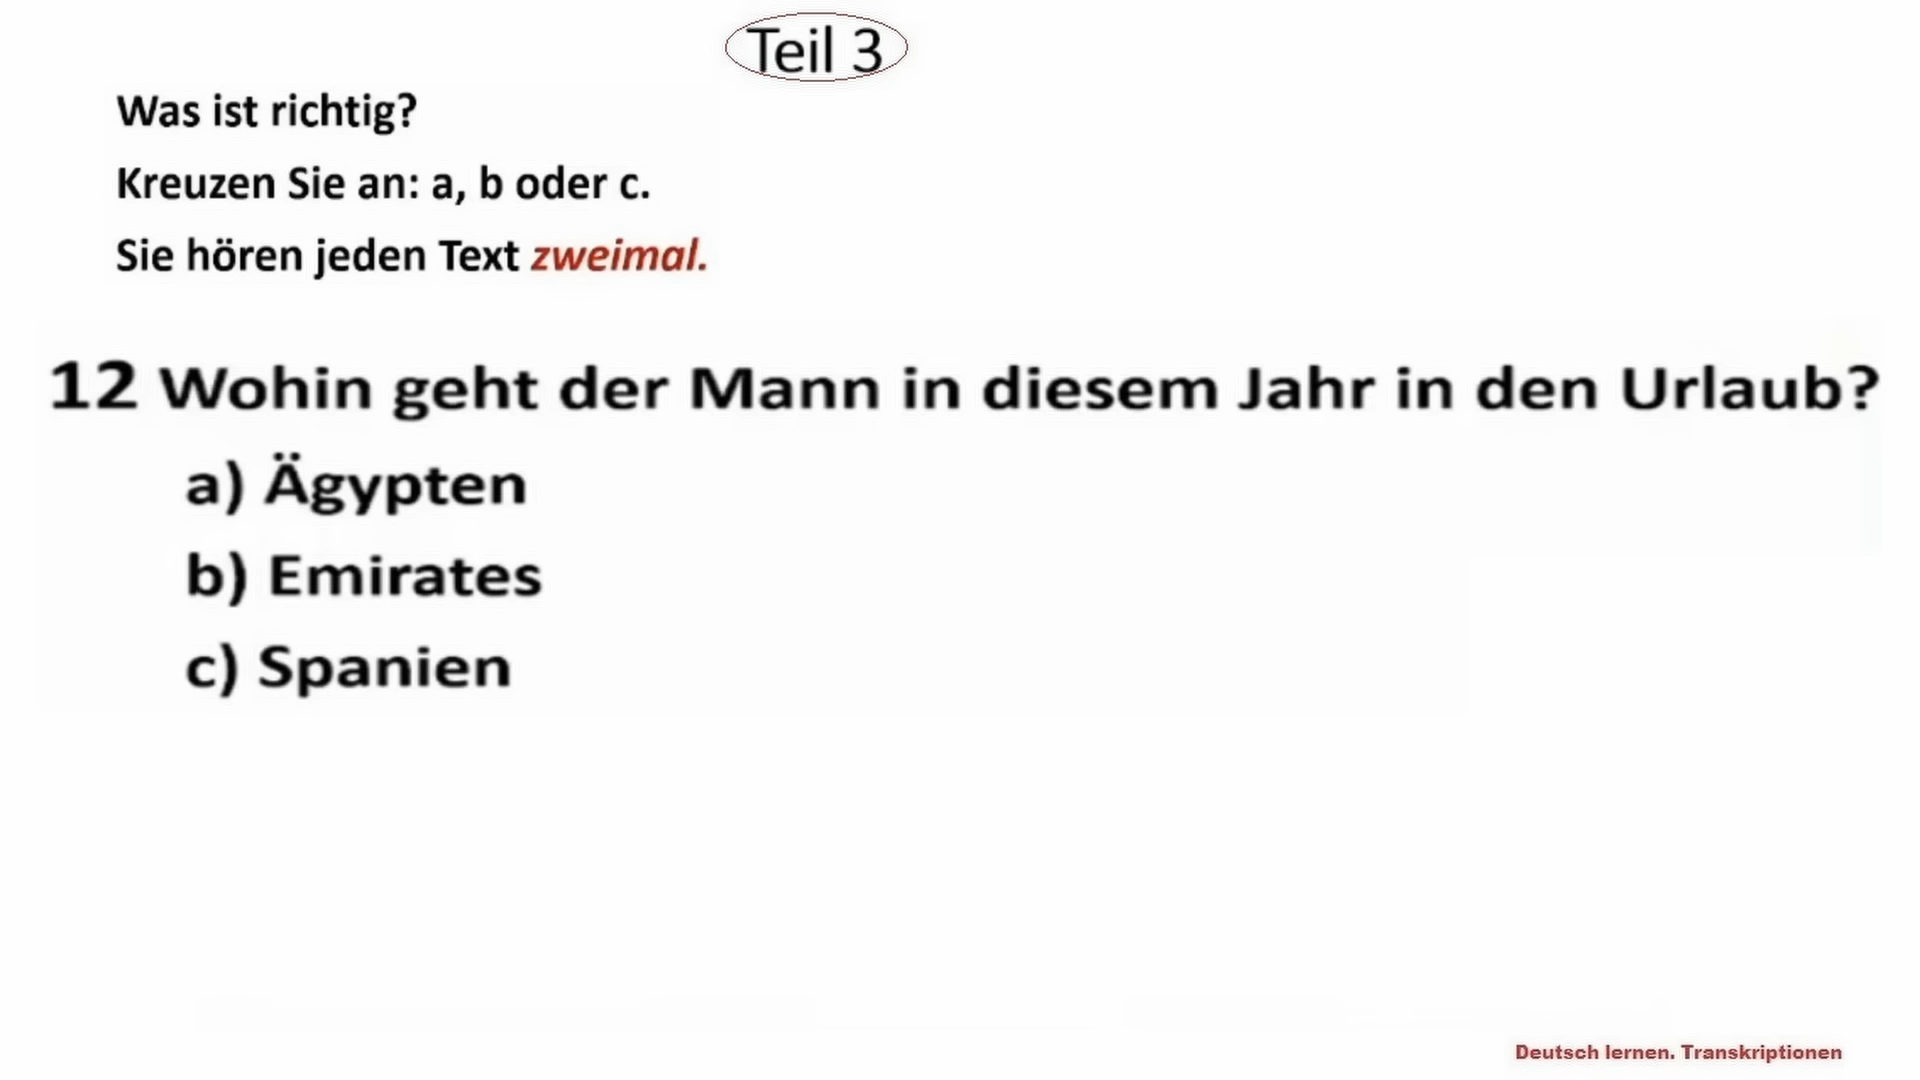 Teil 3
Was ist richtig?
Kreuzen Sie an: a, b oder c.
Sie hören jeden Text zweimal.
12 Wohin geht der Mann in diesem Jahr in den Urlaub?
a) Ägypten
b) Emirates
c) Spanien
Deutsch lernen. Transkriptionen